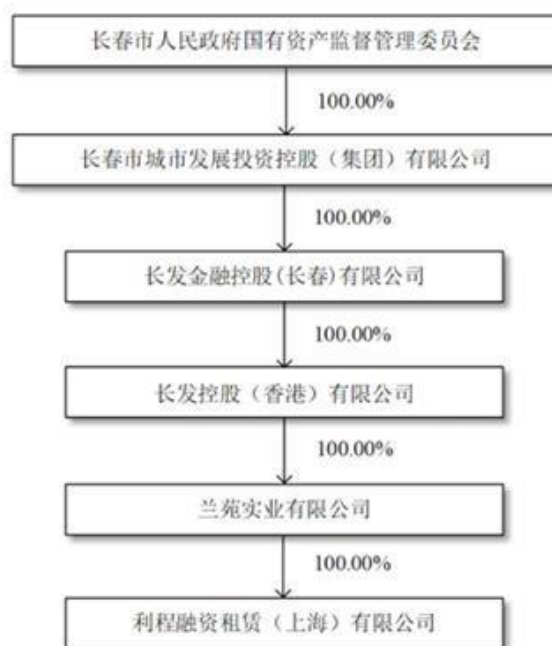 长春市人民政府国有资产监督管理委员会
100.00%
长春市城市发展投资控股（集团）有限公司
100.00%
长发金融控股(长春)有限公司
100.00%
长发控股（香港）有限公司
100.00%
兰苑实业有限公司
100.00%
利程融资租赁（上海）有限公司